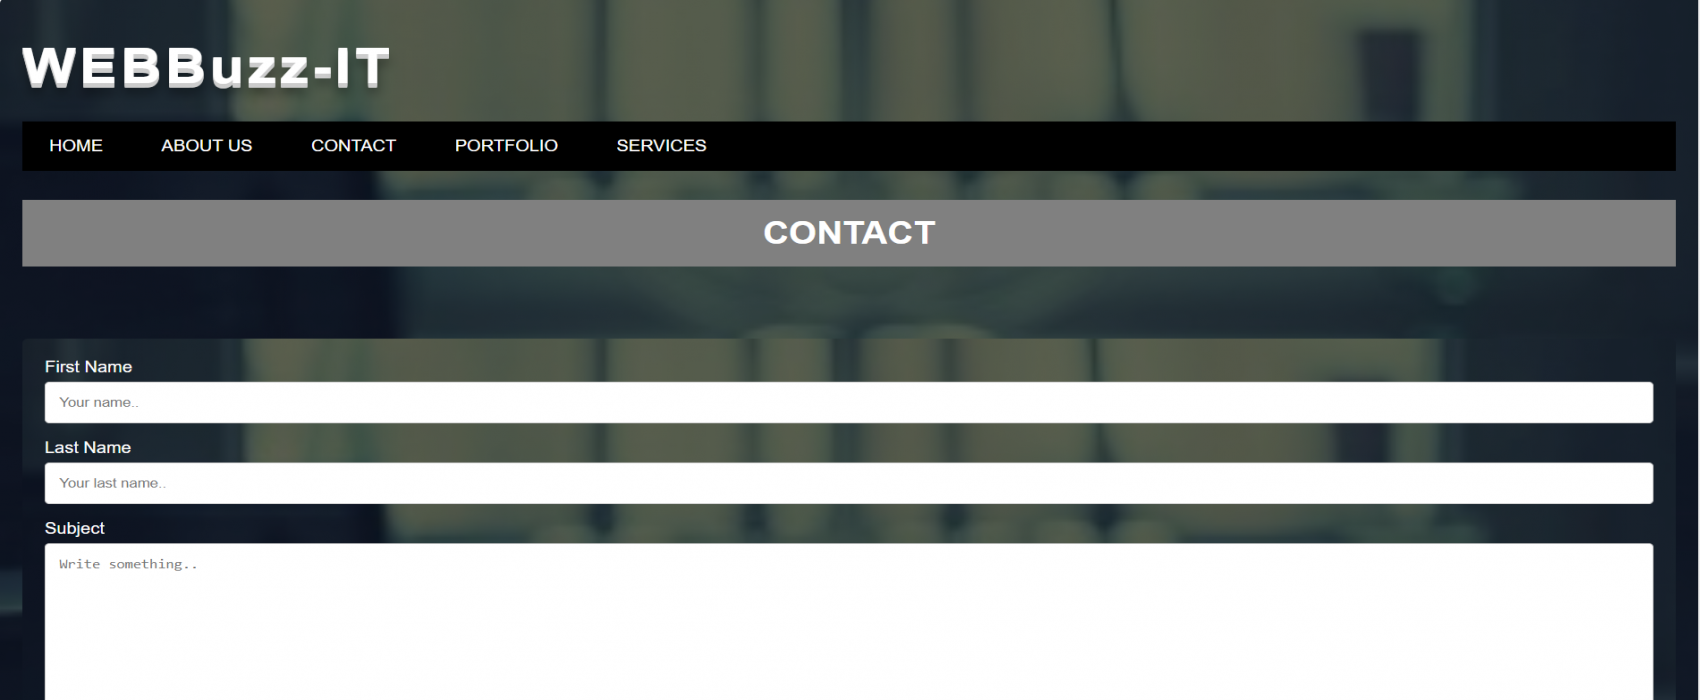 WEBBuzz-IT
HOME ABOUT US CONTACT PORTFOLIO SERVICES
CONTACT
First Name
Your name..
Last Name
Your last name..
Subject
Write something..